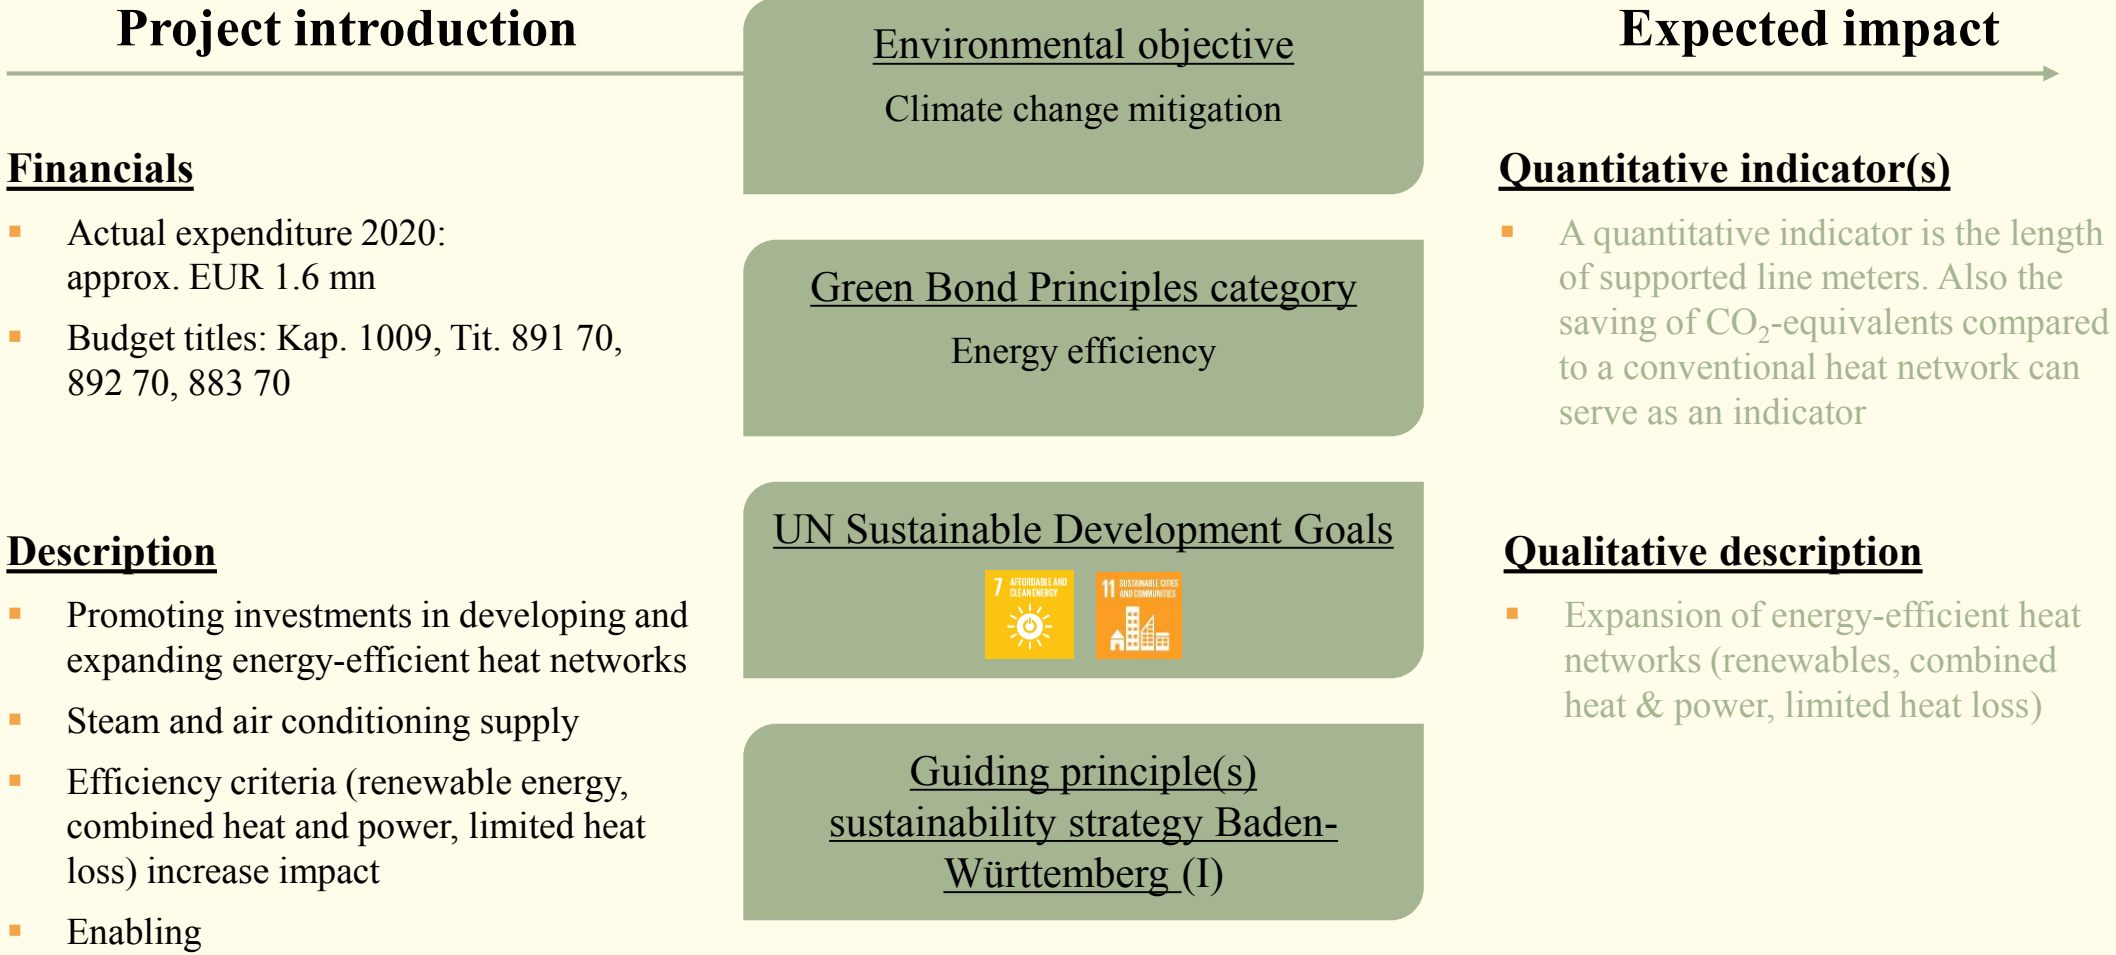 Project introduction
Financials
Actual expenditure 2020:
approx. EUR 1.6 mn
Budget titles: Kap. 1009, Tit. 891 70,
892 70, 883 70
Description
Promoting investments in developing and
expanding energy-efficient heat networks
Steam and air conditioning supply
Efficiency criteria (renewable energy,
combined heat and power, limited heat
loss) increase impact
Enabling
Environmental objective
Climate change mitigation
Green Bond Principles category
Energy efficiency
UN Sustainable Development Goals
7 AFFORDABLE AND
CLEAN ENERGY
11 SUSTAINABLE CITIES
AND COMMUNITIES
Guiding principle(s)
sustainability strategy Baden-
Württemberg (I)
Expected impact
Quantitative indicator(s)
A quantitative indicator is the length
of supported line meters. Also the
saving of CO₂-equivalents compared
to a conventional heat network can
serve as an indicator
Qualitative description
Expansion of energy-efficient heat
networks (renewables, combined
heat & power, limited heat loss)